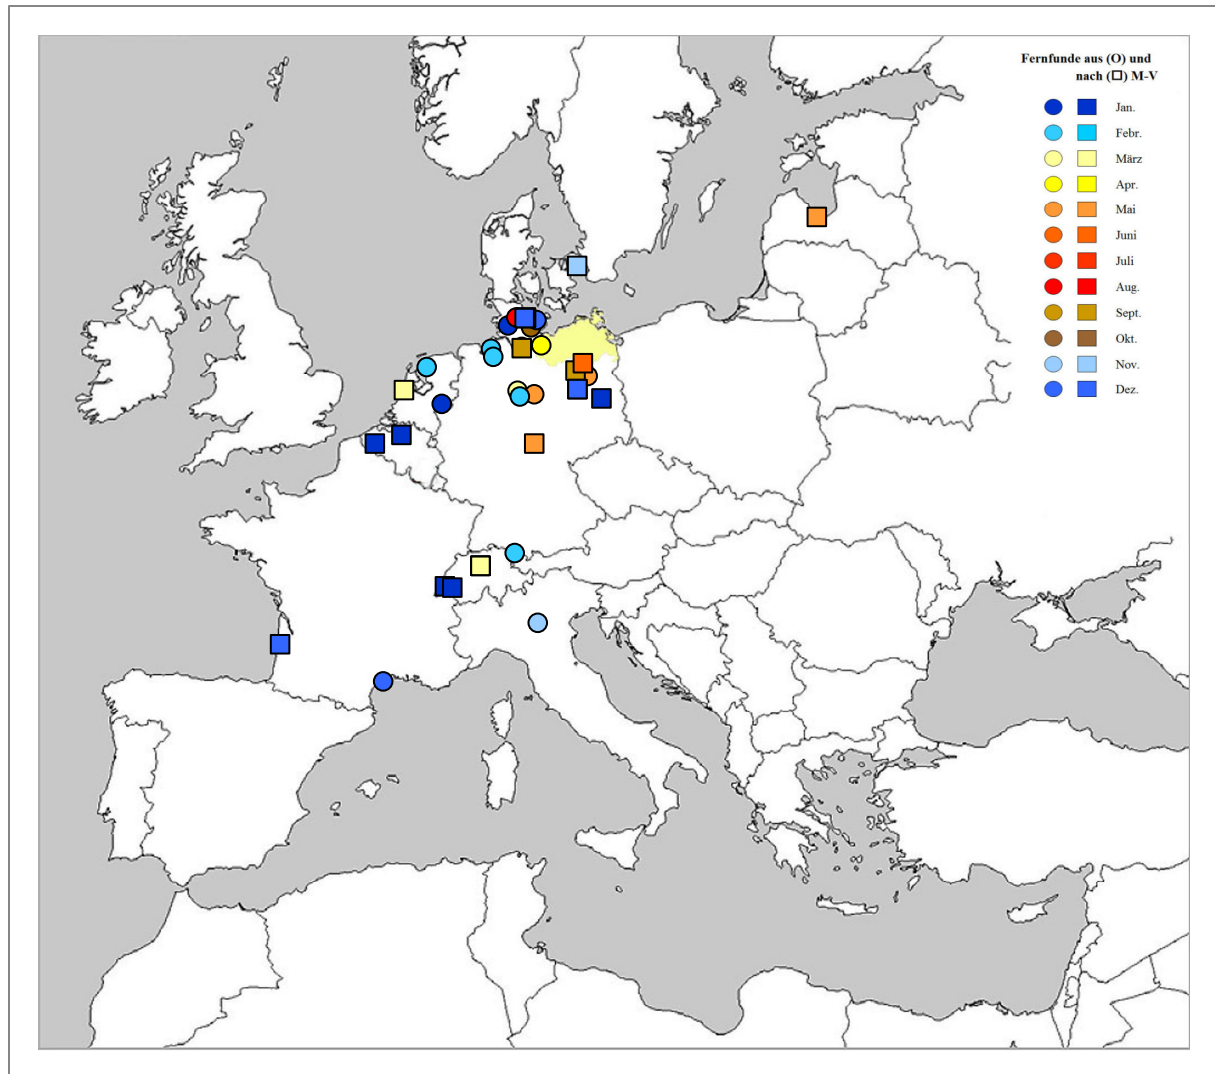 Fernfunde aus (O) und
nach (□) M-V
Jan.
Febr.
März
Apr.
Mai
Juni
Juli
Aug.
Sept.
Okt.
Nov.
Dez.